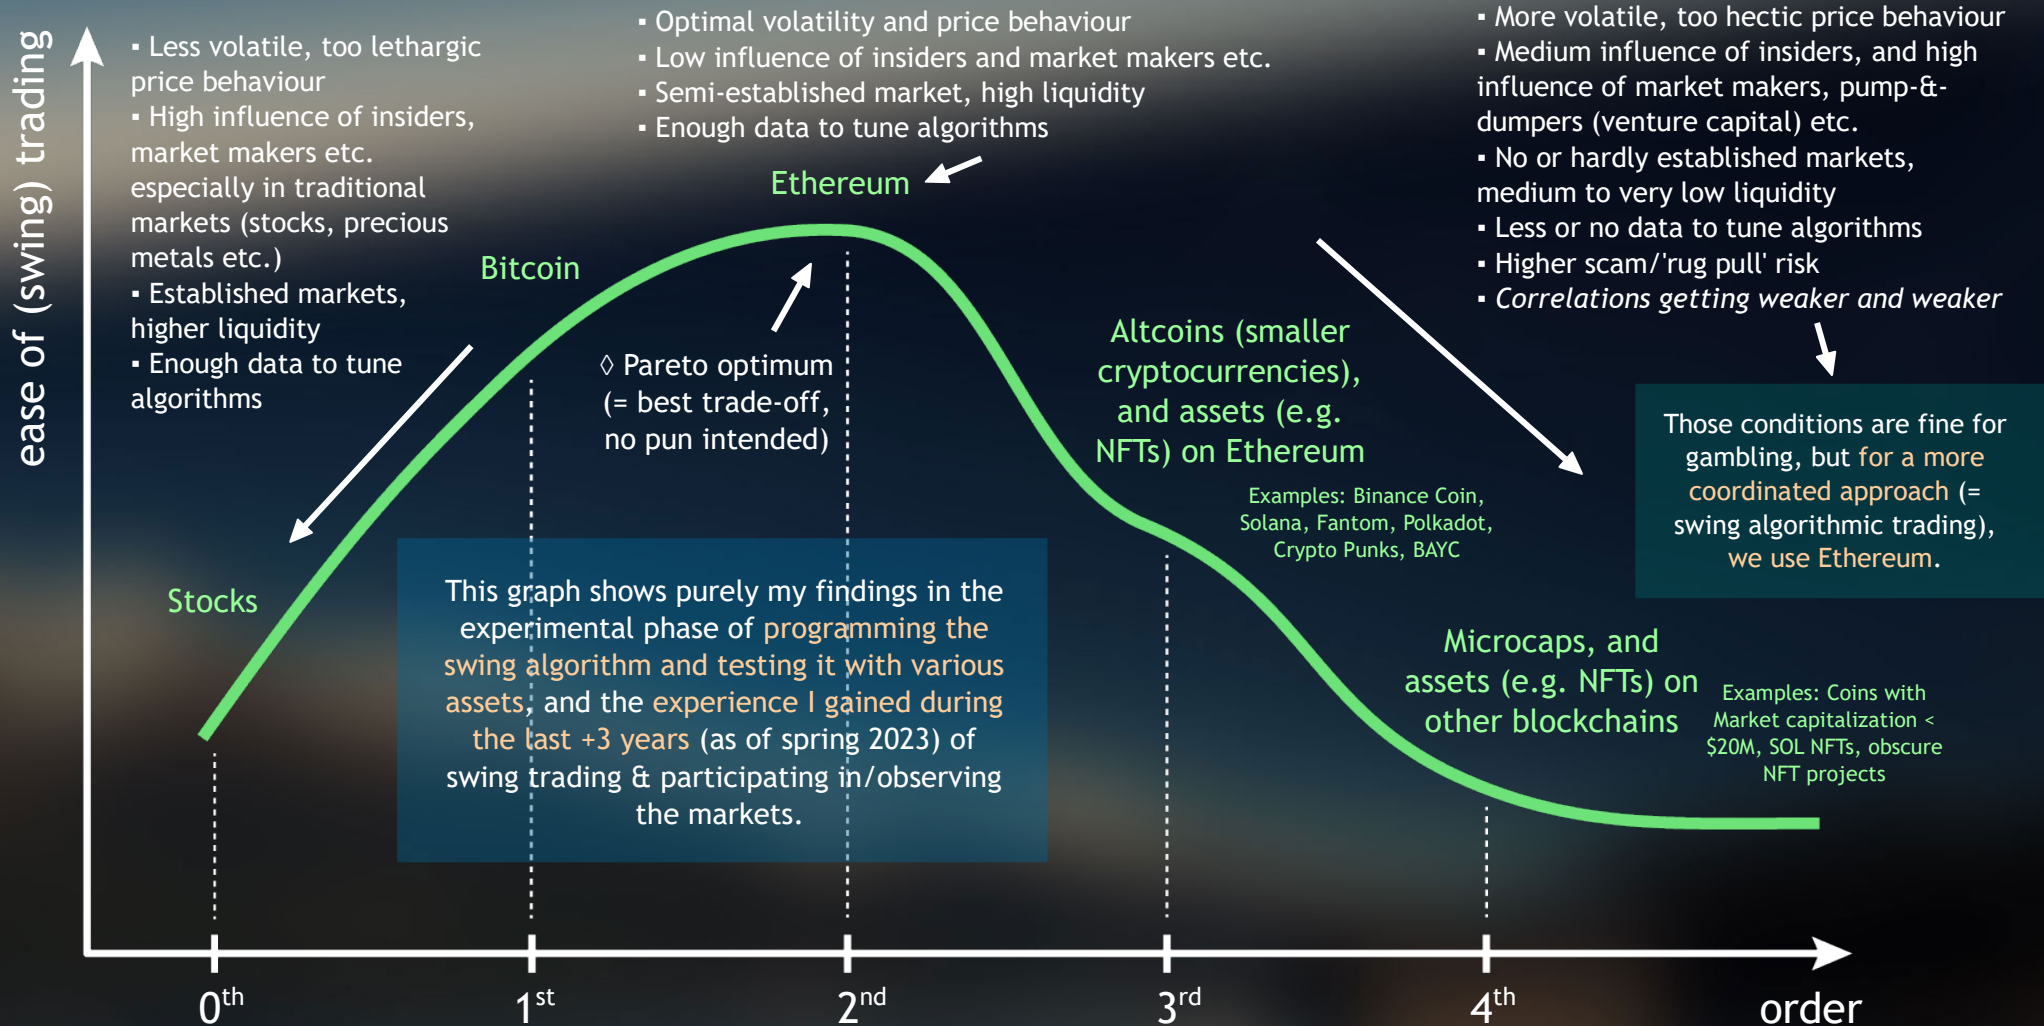 ease of (swing) trading
▪ Less volatile, too lethargic
price behaviour
▪ High influence of insiders,
market makers etc.
especially in traditional
markets (stocks, precious
metals etc.)
▪ Established markets,
higher liquidity
▪ Enough data to tune
algorithms
▪ Optimal volatility and price behaviour
▪ Low influence of insiders and market makers etc.
▪ Semi-established market, high liquidity
▪ Enough data to tune algorithms
▪ More volatile, too hectic price behaviour
▪ Medium influence of insiders, and high
influence of market makers, pump-&-
dumpers (venture capital) etc.
▪ No or hardly established markets,
medium to very low liquidity
▪ Less or no data to tune algorithms
▪ Higher scam/'rug pull' risk
▪ Correlations getting weaker and weaker
Ethereum
Bitcoin
Stocks
◊ Pareto optimum
(= best trade-off,
no pun intended)
Altcoins (smaller
cryptocurrencies),
and assets (e.g.
NFTs) on Ethereum
Examples: Binance Coin,
Solana, Fantom, Polkadot,
Crypto Punks, BAYC
Those conditions are fine for
gambling, but for a more
coordinated approach (=
swing algorithmic trading),
we use Ethereum.
This graph shows purely my findings in the
experimental phase of programming the
swing algorithm and testing it with various
assets, and the experience I gained during
the last +3 years (as of spring 2023) of
swing trading & participating in/observing
the markets.
Microcaps, and
assets (e.g. NFTs) on
other blockchains
Examples: Coins with
Market capitalization <
$20M, SOL NFTs, obscure
NFT projects
0th 1st 2nd 3rd 4th order